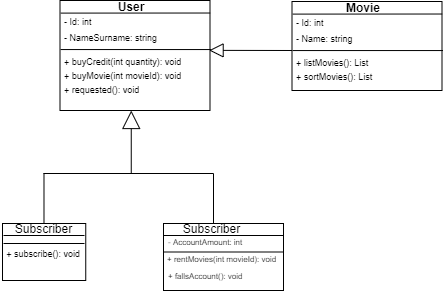 User
- Id: int
- NameSurname: string
+ buyCredit(int quantity): void
+ buyMovie(int movieId): void
+ requested(): void
Movie
- Id: int
- Name: string
+ listMovies(): List
+ sortMovies(): List
Subscriber
+ subscribe(): void
Subscriber
- AccountAmount: int
+ rentMovies(int movieId): void
+ fallsAccount(): void